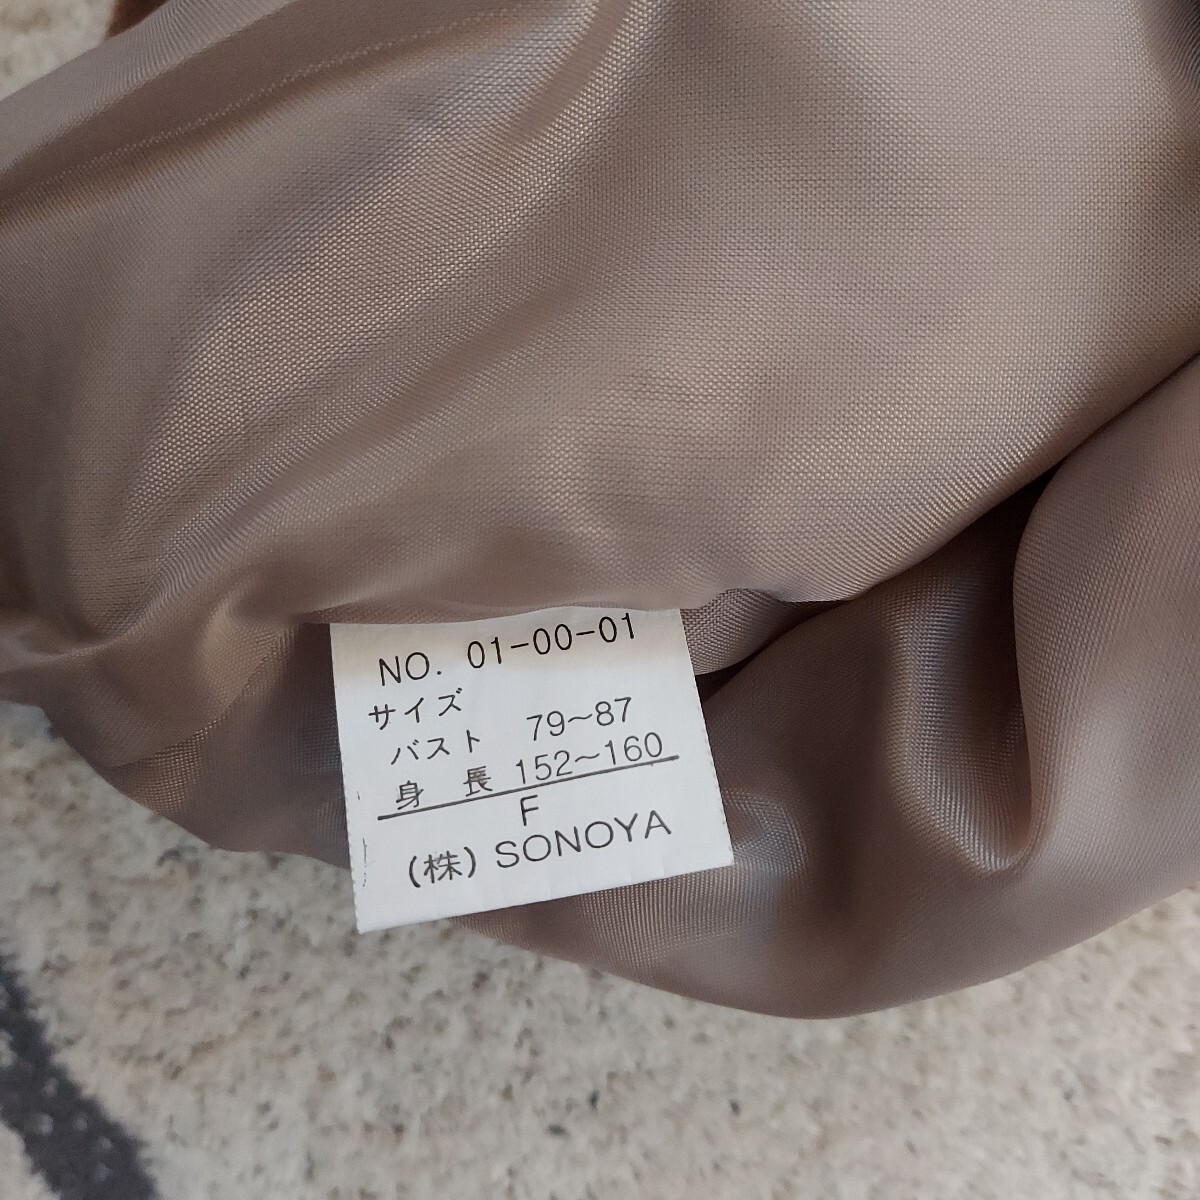 NO. 01-00-01
サイズ
バスト 79~87
身 長 152~160
F
(株) SONOYA